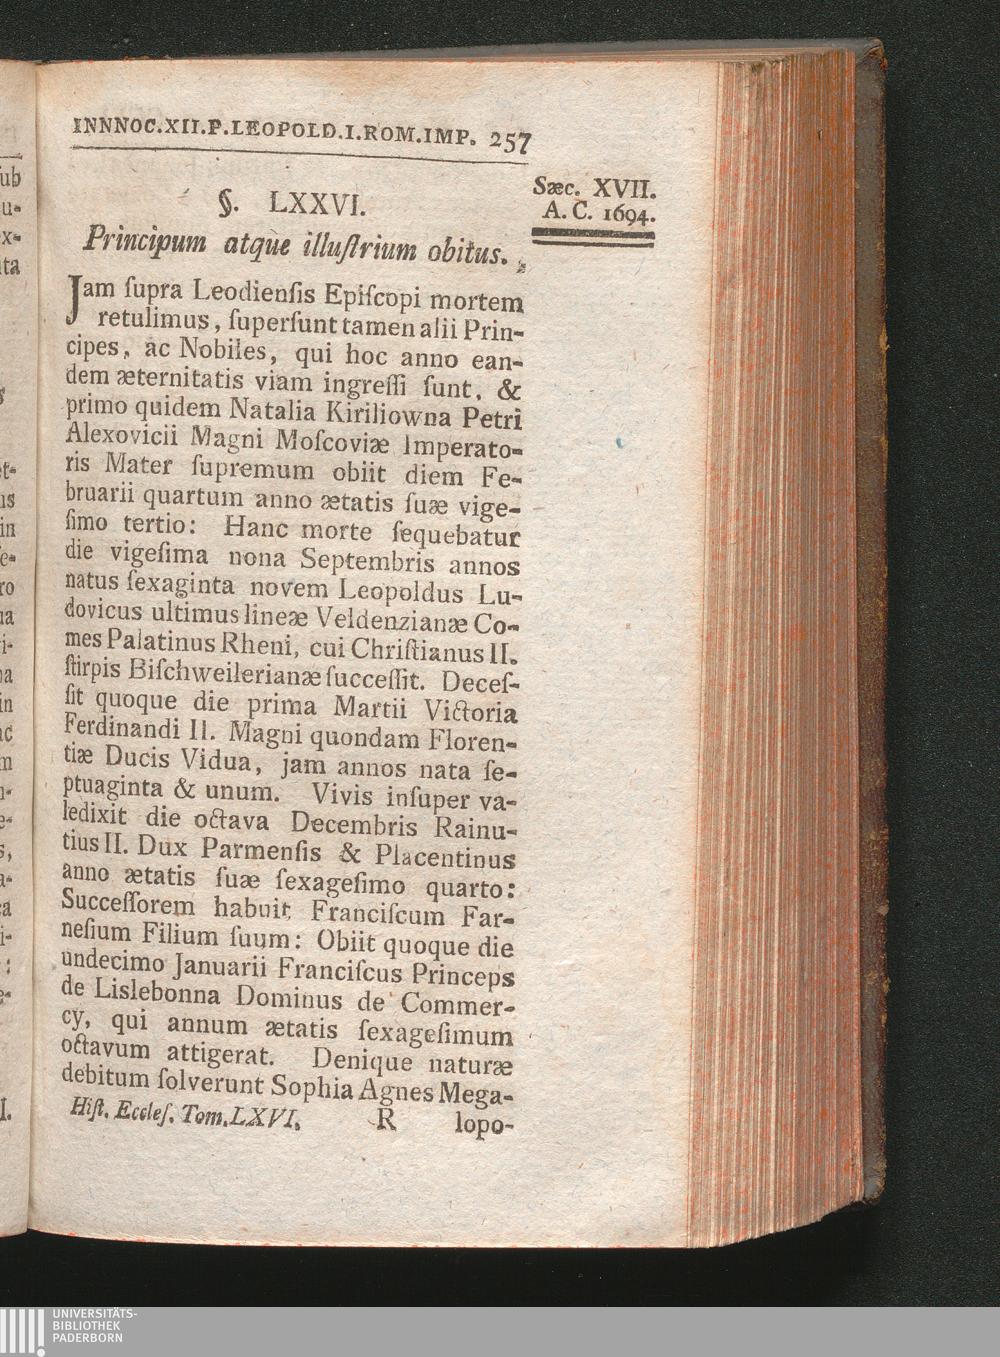 INNNOC.XII.P.LEOPOLD.I.ROM.IMP. 257
Sæc. XVII.
A. C. 1694.
§. LXXVI.
Principum atque illuſtrium obitus.
Jam ſupra Leodienſis Epiſcopi mortem
retulimus, ſuperſunt tamen alii Prin-
cipes, ac Nobiles, qui hoc anno ean-
dem æternitatis viam ingreſſi ſunt, &
primo quidem Natalia Kiriliowna Petri
Alexovicii Magni Moſcoviæ Imperato-
ris Mater ſupremum obiit diem Fe-
bruarii quartum anno ætatis ſuæ vige-
ſimo tertio: Hanc morte ſequebatur
die vigeſima nona Septembris annos
natus ſexaginta novem Leopoldus Lu-
dovicus ultimus lineæ Veldenzianæ Co-
mes Palatinus Rheni, cui Chriſtianus II.
ſtirpis Biſchweilerianæ ſucceſſit. Deceſ-
ſit quoque die prima Martii Victoria
Ferdinandi II. Magni quondam Floren-
tiæ Ducis Vidua, jam annos nata ſe-
ptuaginta & unum. Vivis inſuper va-
ledixit die octava Decembris Rainu-
tius II. Dux Parmenſis & Placentinus
anno ætatis ſuæ ſexageſimo quarto:
Succeſſorem habuit Franciſcum Far-
neſium Filium ſuum: Obiit quoque die
undecimo Januarii Franciſcus Princeps
de Lislebonna Dominus de Commer-
cy, qui annum ætatis ſexageſimum
octavum attigerat. Denique naturæ
debitum ſolverunt Sophia Agnes Mega-
Hiſt. Eccleſ. Tom. LXVI. R lopo-
UNIVERSITÄTS-
BIBLIOTHEK
PADERBORN